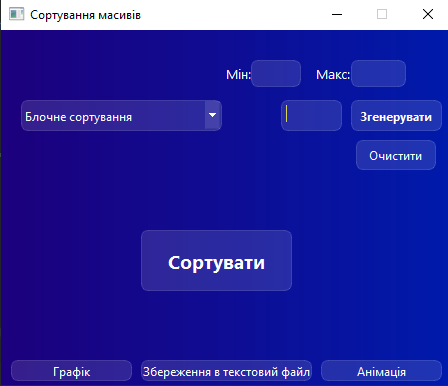 Сортування масивів
Мін:
Макс:
Блочне сортування
Згенерувати
Очистити
Сортувати
Графік
Збереження в текстовий файл
Анімація